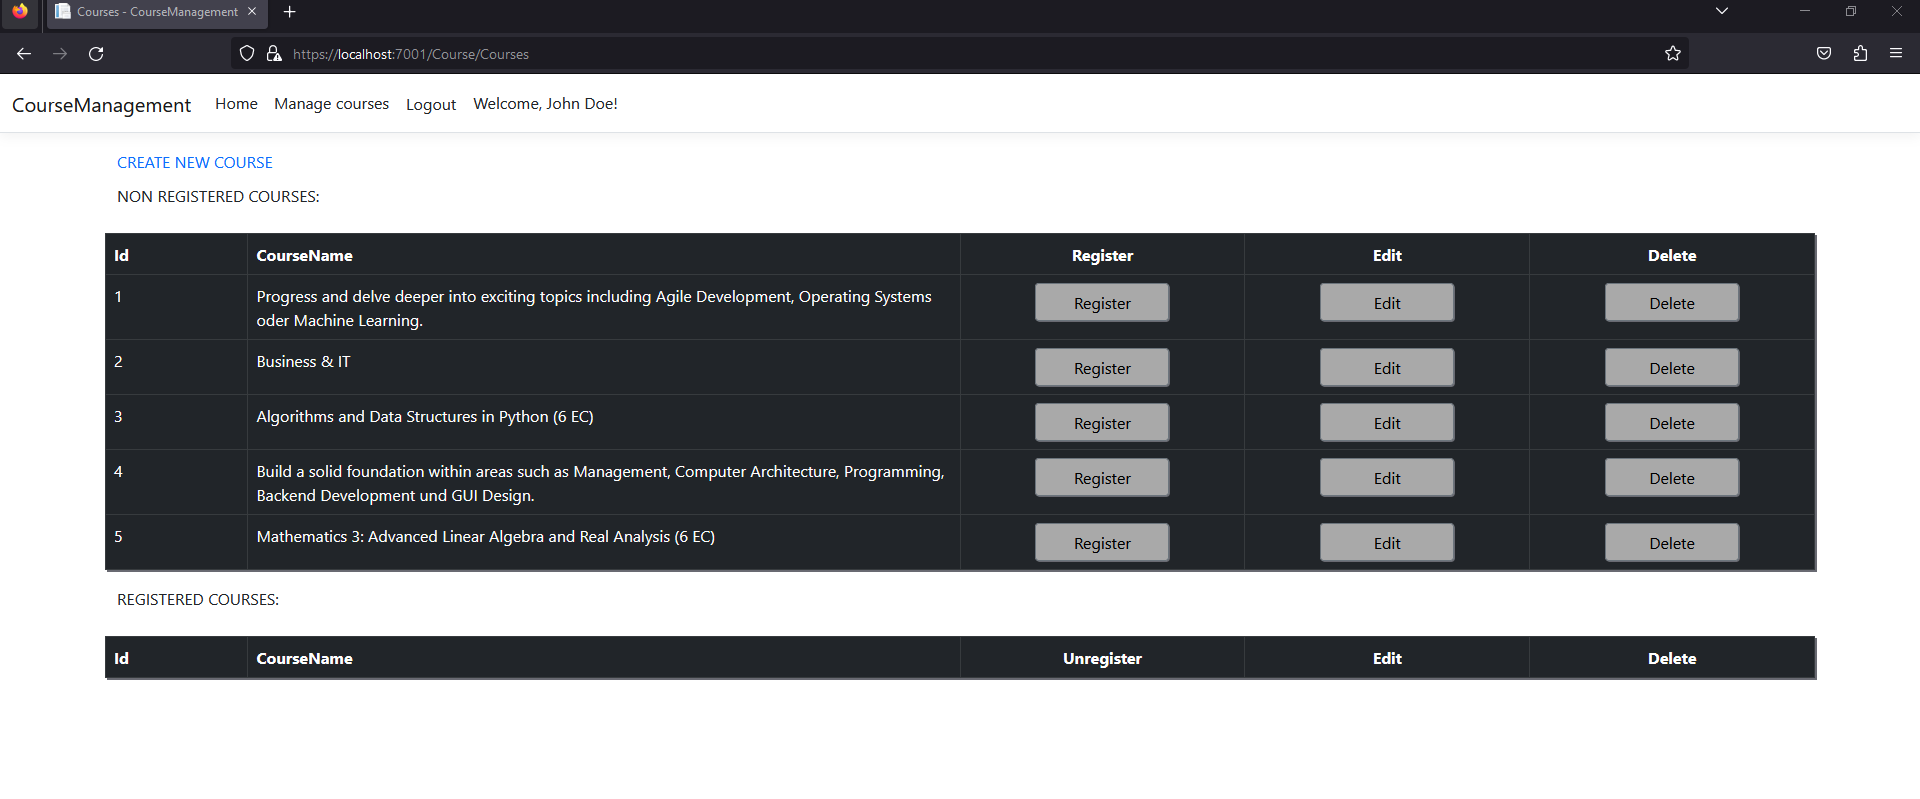 Courses - CourseManagement
https://localhost:7001/Course/Courses
CourseManagement Home Manage courses Logout Welcome, John Doe!
CREATE NEW COURSE
NON REGISTERED COURSES:
Id CourseName Register Edit Delete
1 Progress and delve deeper into exciting topics including Agile Development, Operating Systems Register Edit Delete
oder Machine Learning.
2 Business & IT Register Edit Delete
3 Algorithms and Data Structures in Python (6 EC) Register Edit Delete
4 Build a solid foundation within areas such as Management, Computer Architecture, Programming, Register Edit Delete
Backend Development und GUI Design.
5 Mathematics 3: Advanced Linear Algebra and Real Analysis (6 EC) Register Edit Delete
REGISTERED COURSES:
Id CourseName Unregister Edit Delete